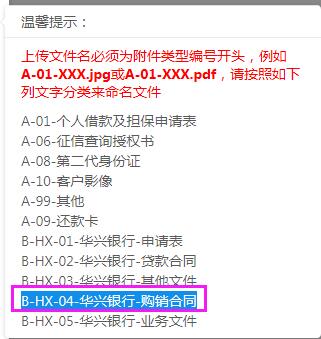 温馨提示：
上传文件名必须为附件类型编号开头，例如
A-01-XXX.jpg或A-01-XXX.pdf，请按照如下
列文字分类来命名文件
A-01-个人借款及担保申请表
A-06-征信查询授权书
A-08-第二代身份证
A-10-客户影像
A-99-其他
A-09-还款卡
B-HX-01-华兴银行-申请表
B-HX-02-华兴银行-贷款合同
B-HX-03-华兴银行-其他文件
B-HX-04-华兴银行-购销合同
B-HX-05-华兴银行-业务文件